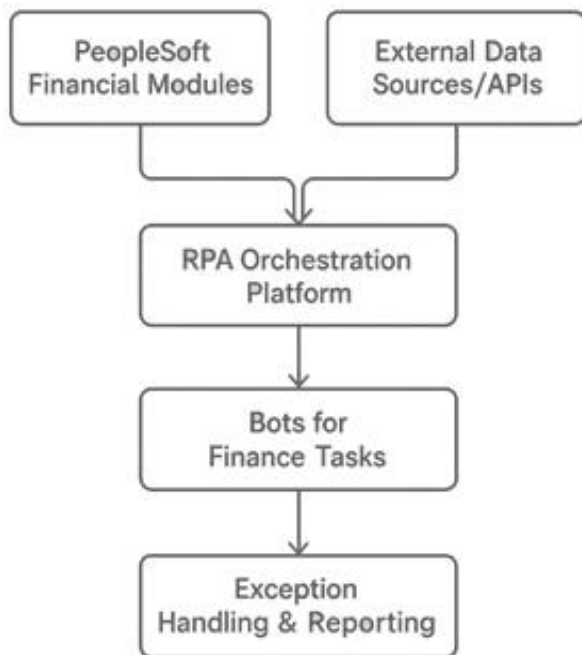 PeopleSoft
Financial Modules
External Data
Sources/APIs
RPA Orchestration
Platform
Bots for
Finance Tasks
Exception
Handling & Reporting